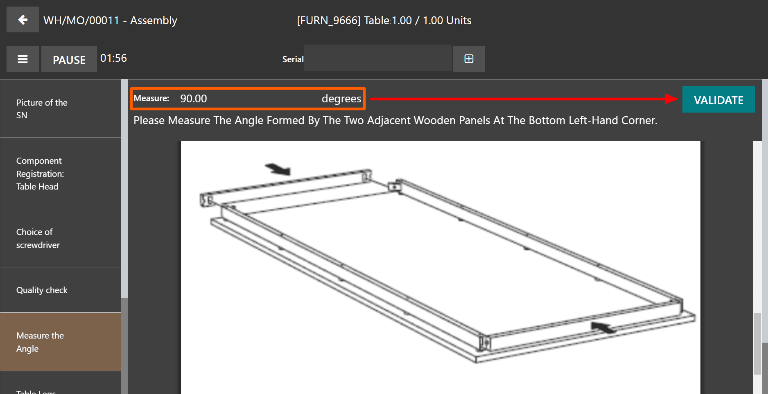 WH/MO/00011 - Assembly
[FURN_9666] Table 1.00 / 1.00 Units
PAUSE
01:56
Serial
Measure: 90.00 degrees
VALIDATE
Please Measure The Angle Formed By The Two Adjacent Wooden Panels At The Bottom Left-Hand Corner.
Picture of the
SN
Component
Registration:
Table Head
Choice of
screwdriver
Quality check
Measure the
Angle
Table Legs